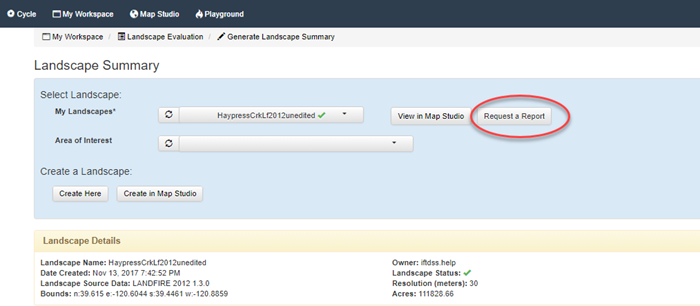 Cycle My Workspace Map Studio Playground
My Workspace / Landscape Evaluation / Generate Landscape Summary
Landscape Summary
Select Landscape:
My Landscapes* HaypressCrkLf2012unedited View in Map Studio Request a Report
Area of Interest
Create a Landscape:
Create Here Create in Map Studio
Landscape Details
Landscape Name: HaypressCrkLf2012unedited Owner: iftdss.help
Date Created: Nov 13, 2017 7:42:52 PM Landscape Status:
Landscape Source Data: LANDFIRE 2012 1.3.0 Resolution (meters): 30
Bounds: n:39.615 e:-120.6044 s:39.4461 w:-120.8859 Acres: 111828.66